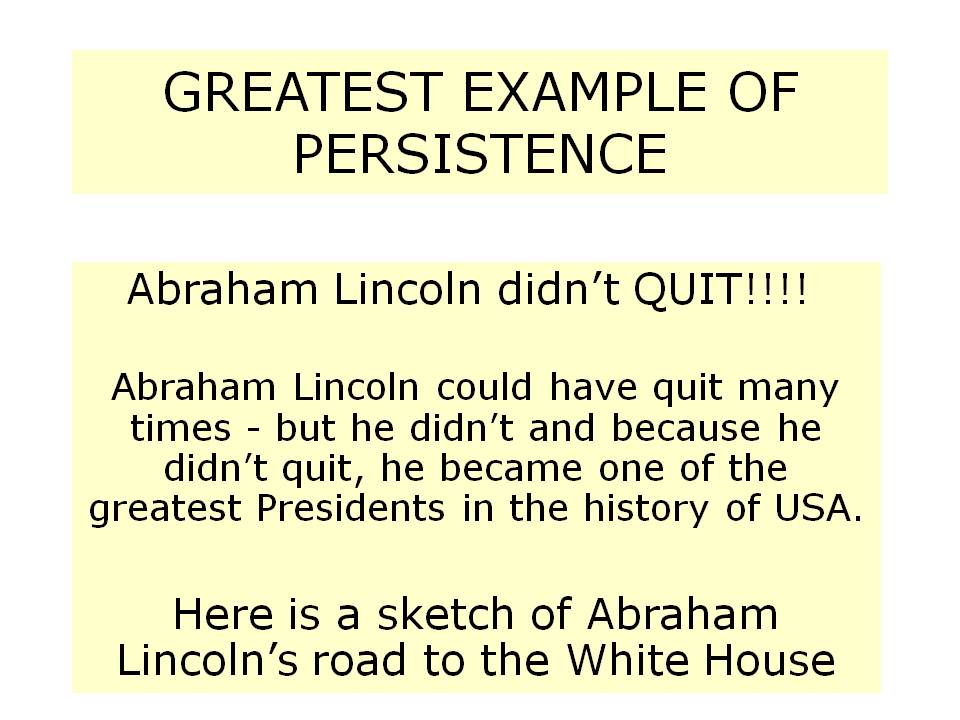 GREATEST EXAMPLE OF
PERSISTENCE
Abraham Lincoln didn’t QUIT!!!!
Abraham Lincoln could have quit many
times - but he didn’t and because he
didn’t quit, he became one of the
greatest Presidents in the history of USA.
Here is a sketch of Abraham
Lincoln’s road to the White House